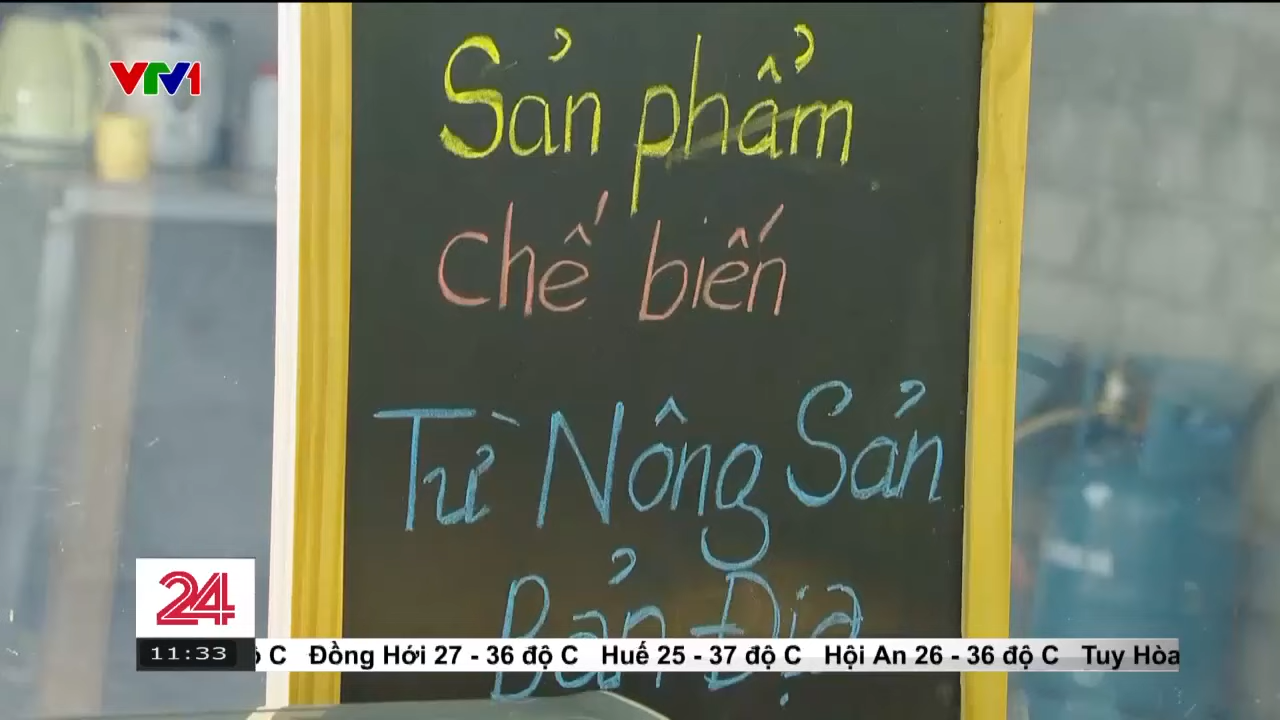 VTV1
Sản phẩm
chế biến
Từ Nông Sản
Bản Địa
24
11:33
ộ C Đồng Hới 27 - 36 độ C Huế 25 - 37 độ C Hội An 26 - 36 độ C Tuy Hòa